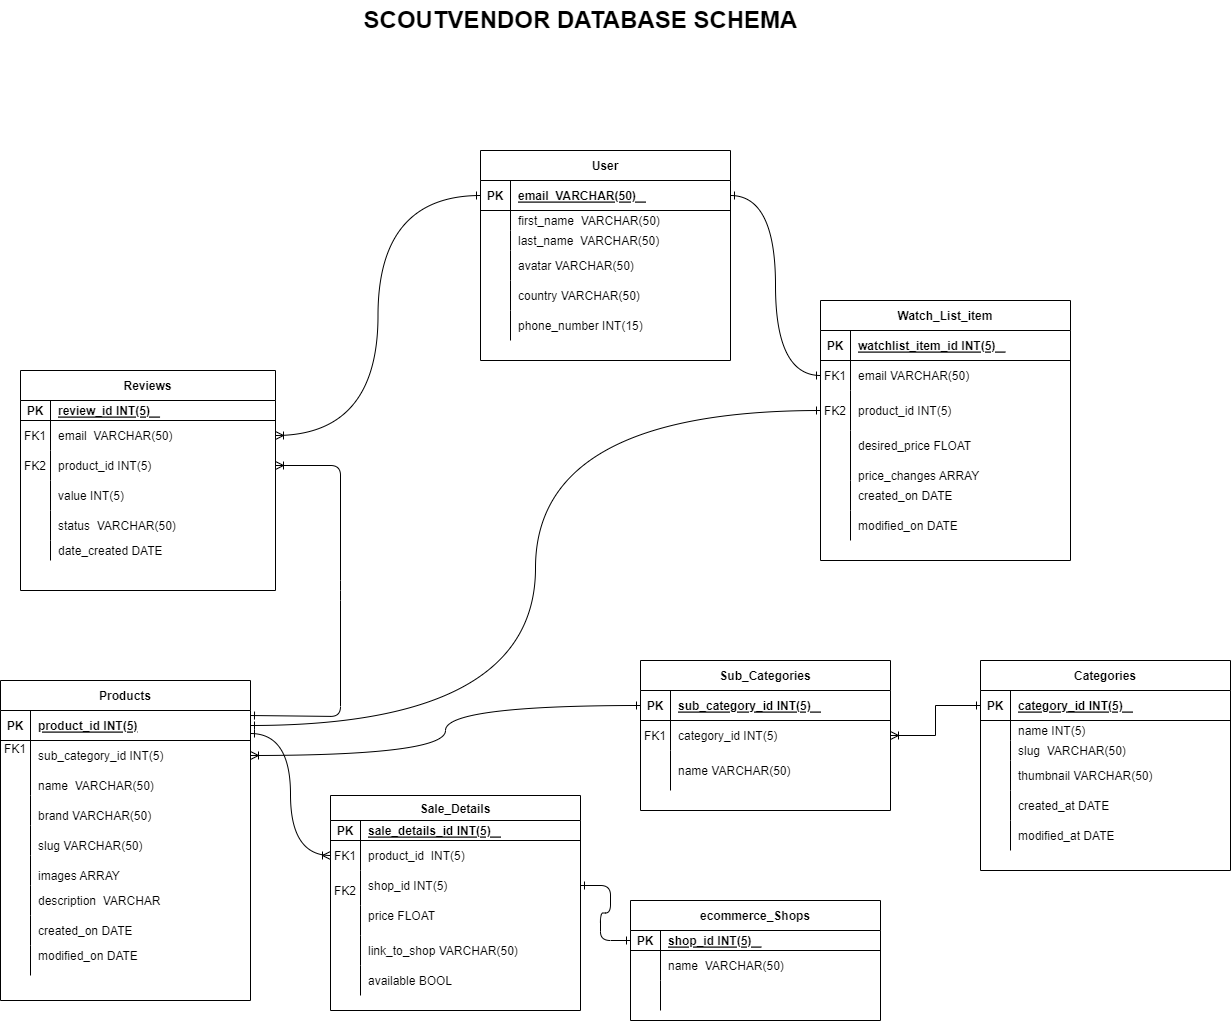 SCOUTVENDOR DATABASE SCHEMA
User
PK email VARCHAR(50)
first_name VARCHAR(50)
last_name VARCHAR(50)
avatar VARCHAR(50)
country VARCHAR(50)
phone_number INT(15)
Watch_List_item
PK watchlist_item_id INT(5)
FK1 email VARCHAR(50)
FK2 product_id INT(5)
desired_price FLOAT
price_changes ARRAY
created_on DATE
modified_on DATE
Reviews
PK review_id INT(5)
FK1 email VARCHAR(50)
FK2 product_id INT(5)
value INT(5)
status VARCHAR(50)
date_created DATE
Products
PK product_id INT(5)
FK1 sub_category_id INT(5)
name VARCHAR(50)
brand VARCHAR(50)
slug VARCHAR(50)
images ARRAY
description VARCHAR
created_on DATE
modified_on DATE
Sub_Categories
PK sub_category_id INT(5)
FK1 category_id INT(5)
name VARCHAR(50)
Categories
PK category_id INT(5)
name INT(5)
slug VARCHAR(50)
thumbnail VARCHAR(50)
created_at DATE
modified_at DATE
Sale_Details
PK sale_details_id INT(5)
FK1 product_id INT(5)
FK2 shop_id INT(5)
price FLOAT
link_to_shop VARCHAR(50)
available BOOL
ecommerce_Shops
PK shop_id INT(5)
name VARCHAR(50)